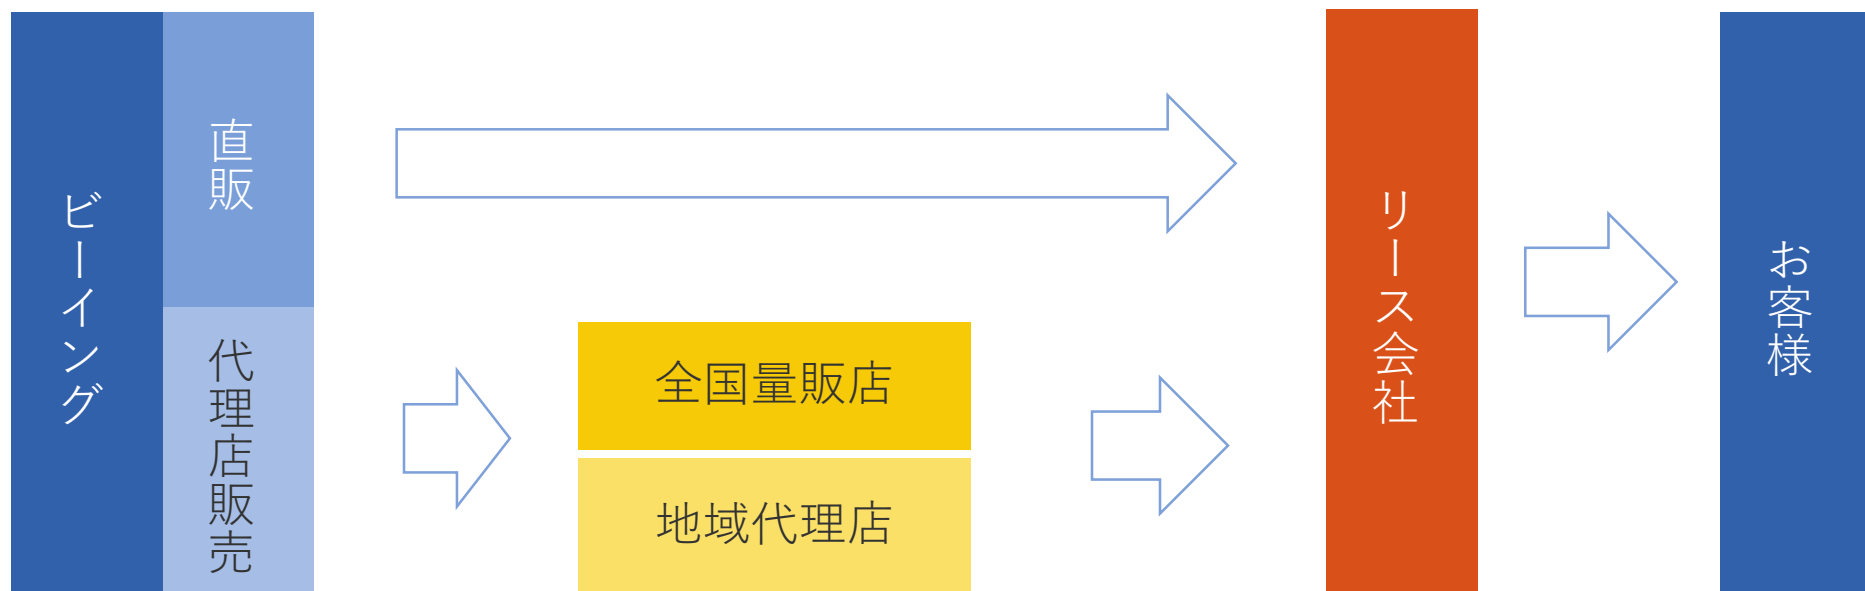 ビーイング
直販
代理店販売
全国量販店
地域代理店
リース会社
お客様